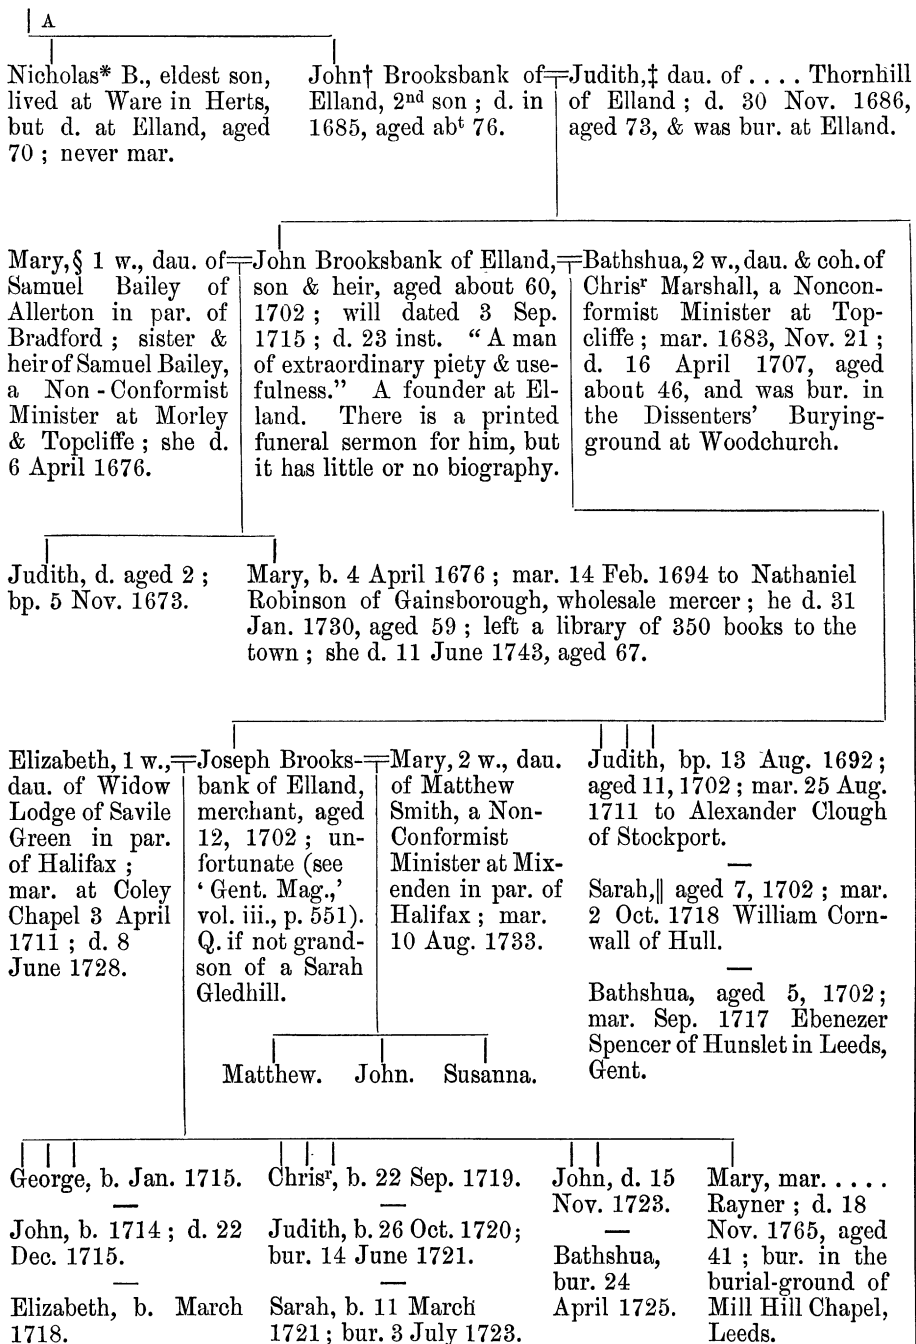 A
Nicholas* B., eldest son,
lived at Ware in Herts,
but d. at Elland, aged
70 ; never mar.
John† Brooksbank of
Elland, 2nd son ; d. in
1685, aged abt 76.
Judith,‡ dau. of . . . . Thornhill
of Elland ; d. 30 Nov. 1686,
aged 73, & was bur. at Elland.
Mary,§ 1 w., dau. of
Samuel Bailey of
Allerton in par. of
Bradford ; sister &
heir of Samuel Bailey,
a Non-Conformist
Minister at Morley
& Topcliffe ; she d.
6 April 1676.
John Brooksbank of Elland,
son & heir, aged about 60,
1702 ; will dated 3 Sep.
1715 ; d. 23 inst. “ A man
of extraordinary piety & use-
fulness.” A founder at El-
land. There is a printed
funeral sermon for him, but
it has little or no biography.
Bathshua, 2 w., dau. & coh. of
Chrisr Marshall, a Noncon-
formist Minister at Top-
cliffe ; mar. 1683, Nov. 21 ;
d. 16 April 1707, aged
about 46, and was bur. in
the Dissenters’ Burying-
ground at Woodchurch.
Judith, d. aged 2 ;
bp. 5 Nov. 1673.
Mary, b. 4 April 1676 ; mar. 14 Feb. 1694 to Nathaniel
Robinson of Gainsborough, wholesale mercer ; he d. 31
Jan. 1730, aged 59 ; left a library of 350 books to the
town ; she d. 11 June 1743, aged 67.
Elizabeth, 1 w.,
dau. of Widow
Lodge of Savile
Green in par.
of Halifax ;
mar. at Coley
Chapel 3 April
1711 ; d. 8
June 1728.
Joseph Brooks-
bank of Elland,
merchant, aged
12, 1702 ; un-
fortunate (see
‘ Gent. Mag.,’
vol. iii., p. 551).
Q. if not grand-
son of a Sarah
Gledhill.
Mary, 2 w., dau.
of Matthew
Smith, a Non-
Conformist
Minister at Mix-
enden in par. of
Halifax ; mar.
10 Aug. 1733.
Judith, bp. 13 Aug. 1692 ;
aged 11, 1702 ; mar. 25 Aug.
1711 to Alexander Clough
of Stockport.
Sarah,|| aged 7, 1702 ; mar.
2 Oct. 1718 William Corn-
wall of Hull.
Bathshua, aged 5, 1702 ;
mar. Sep. 1717 Ebenezer
Spencer of Hunslet in Leeds,
Gent.
Matthew. John. Susanna.
George, b. Jan. 1715.
John, b. 1714 ; d. 22
Dec. 1715.
Elizabeth, b. March
1718.
Chrisr, b. 22 Sep. 1719.
Judith, b. 26 Oct. 1720;
bur. 14 June 1721.
Sarah, b. 11 March
1721 ; bur. 3 July 1723.
John, d. 15
Nov. 1723.
Bathshua,
bur. 24
April 1725.
Mary, mar. . . . .
Rayner ; d. 18
Nov. 1765, aged
41 ; bur. in the
burial-ground of
Mill Hill Chapel,
Leeds.